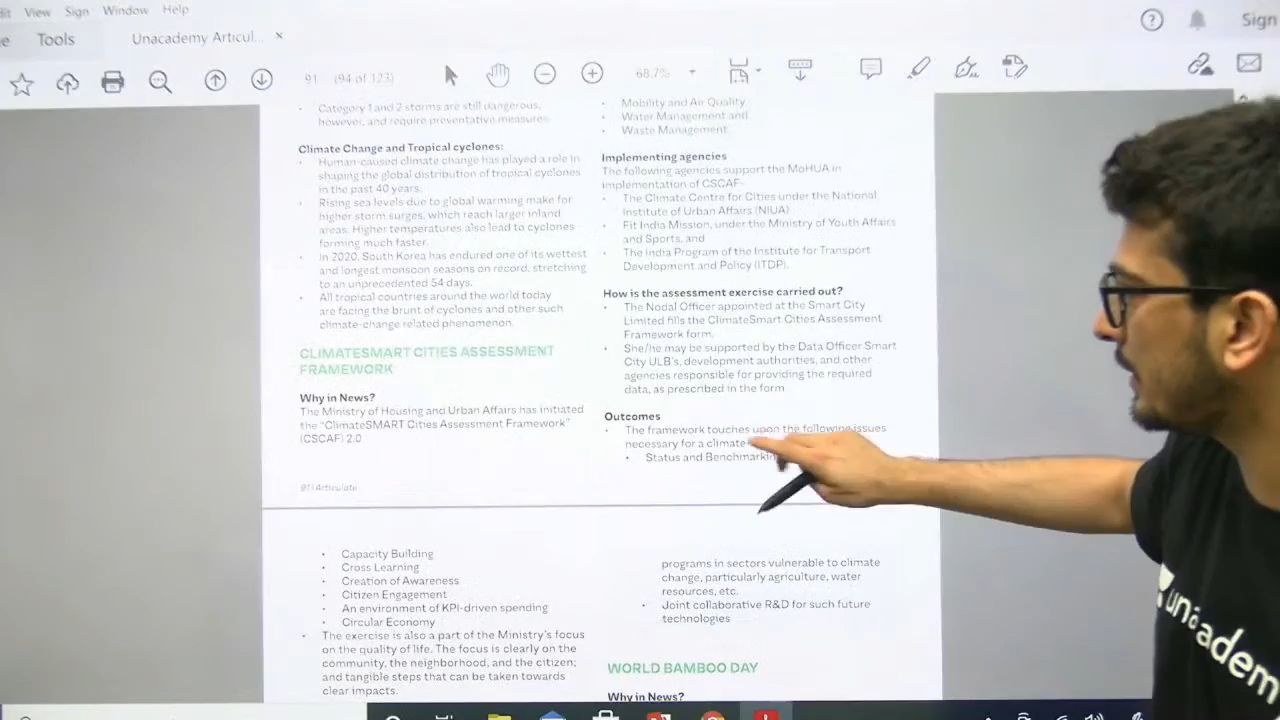 dit View Sign Window Help
Sign
e Tools Unacademy Articul... ×
91 (94 of 123) 68.7%
Category 1 and 2 storms are still dangerous,
however, and require preventative measures.
Climate Change and Tropical cyclones:
Human-caused climate change has played a role in
shaping the global distribution of tropical cyclones
in the past 40 years.
Rising sea levels due to global warming make for
higher storm surges, which reach larger inland
areas. Higher temperatures also lead to cyclones
forming much faster.
In 2020, South Korea has endured one of its wettest
and longest monsoon seasons on record, stretching
to an unprecedented 54 days.
All tropical countries around the world today
are facing the brunt of cyclones and other such
climate-change related phenomenon.
CLIMATESMART CITIES ASSESSMENT
FRAMEWORK
Why in News?
The Ministry of Housing and Urban Affairs has initiated
the "ClimateSMART Cities Assessment Framework"
(CSCAF) 2.0
91 | Articulate
Mobility and Air Quality
Water Management and
Waste Management
Implementing agencies
The following agencies support the MoHUA in
implementation of CSCAF-
The Climate Centre for Cities under the National
Institute of Urban Affairs (NIUA)
Fit India Mission, under the Ministry of Youth Affairs
and Sports, and
The India Program of the Institute for Transport
Development and Policy (ITDP).
How is the assessment exercise carried out?
The Nodal Officer appointed at the Smart City
Limited fills the ClimateSmart Cities Assessment
Framework form.
She/he may be supported by the Data Officer Smart
City ULB's, development authorities, and other
agencies responsible for providing the required
data, as prescribed in the form
Outcomes
The framework touches upon the following issues
necessary for a climate
Status and Benchmarkin
Capacity Building
Cross Learning
Creation of Awareness
Citizen Engagement
An environment of KPI-driven spending
Circular Economy
The exercise is also a part of the Ministry's focus
on the quality of life. The focus is clearly on the
community, the neighborhood, and the citizen;
and tangible steps that can be taken towards
clear impacts.
programs in sectors vulnerable to climate
change, particularly agriculture, water
resources, etc.
Joint collaborative R&D for such future
technologies
WORLD BAMBOO DAY
Why in News?
unacadem